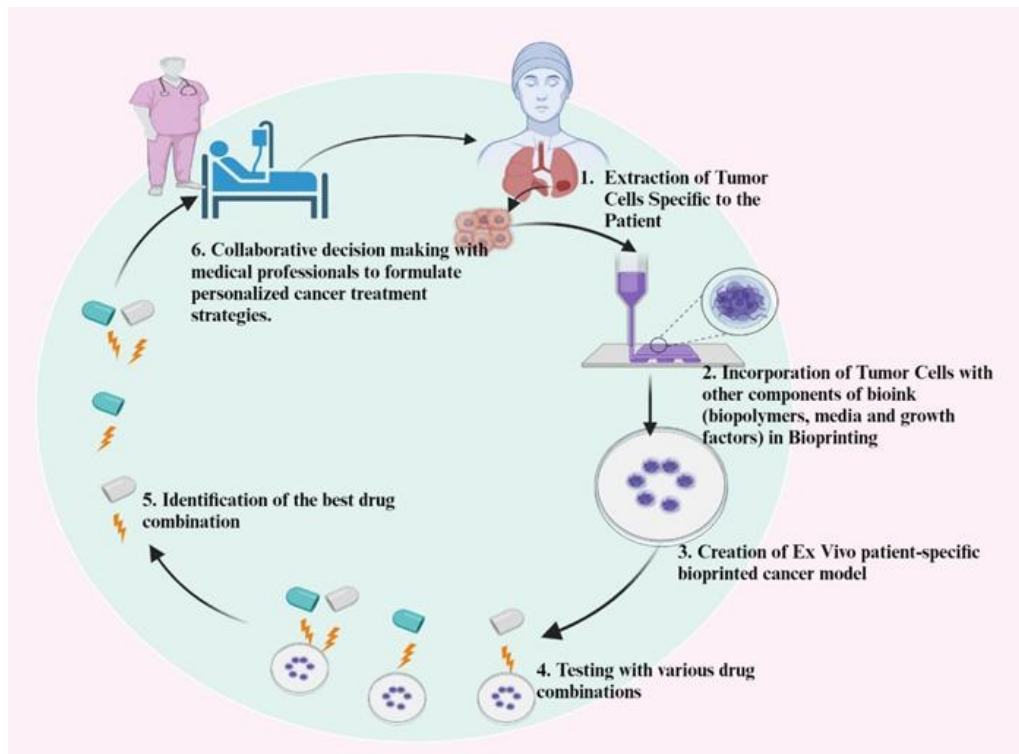 1. Extraction of Tumor
Cells Specific to the
Patient
2. Incorporation of Tumor Cells with
other components of bioink
(biopolymers, media and growth
factors) in Bioprinting
3. Creation of Ex Vivo patient-specific
bioprinted cancer model
4. Testing with various drug
combinations
5. Identification of the best drug
combination
6. Collaborative decision making with
medical professionals to formulate
personalized cancer treatment
strategies.